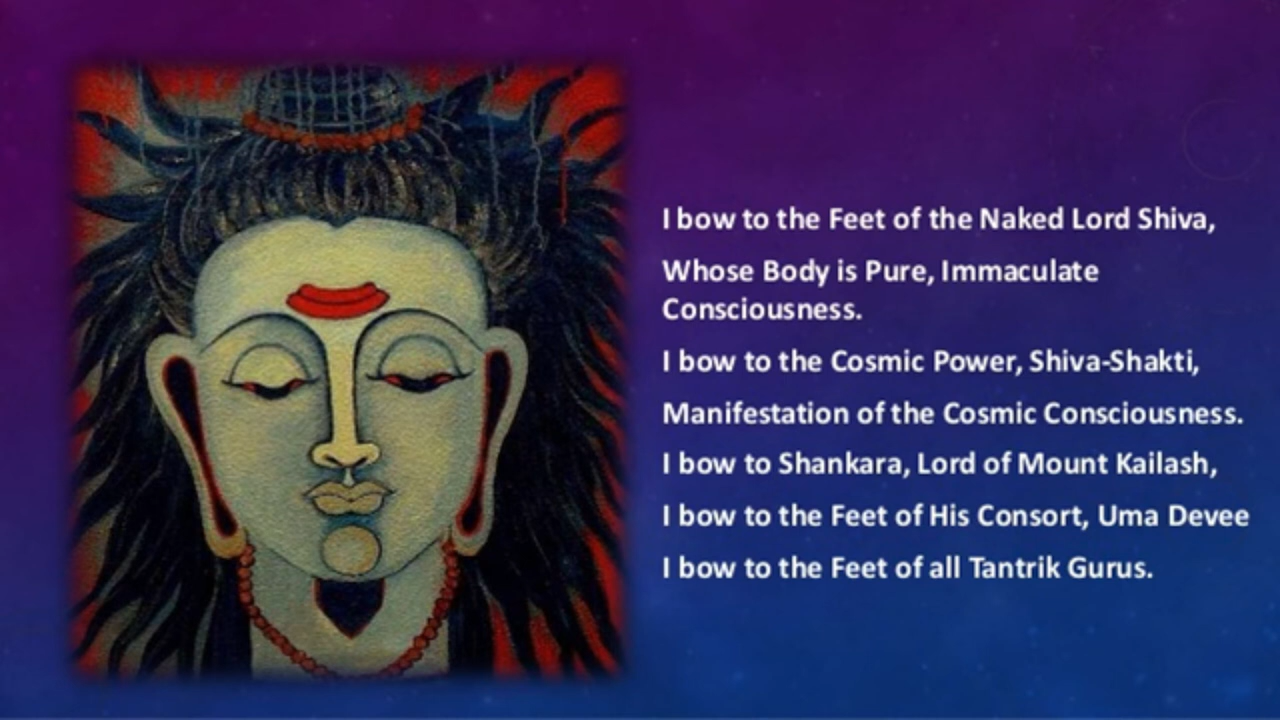 I bow to the Feet of the Naked Lord Shiva,
Whose Body is Pure, Immaculate
Consciousness.
I bow to the Cosmic Power, Shiva-Shakti,
Manifestation of the Cosmic Consciousness.
I bow to Shankara, Lord of Mount Kailash,
I bow to the Feet of His Consort, Uma Devee
I bow to the Feet of all Tantrik Gurus.